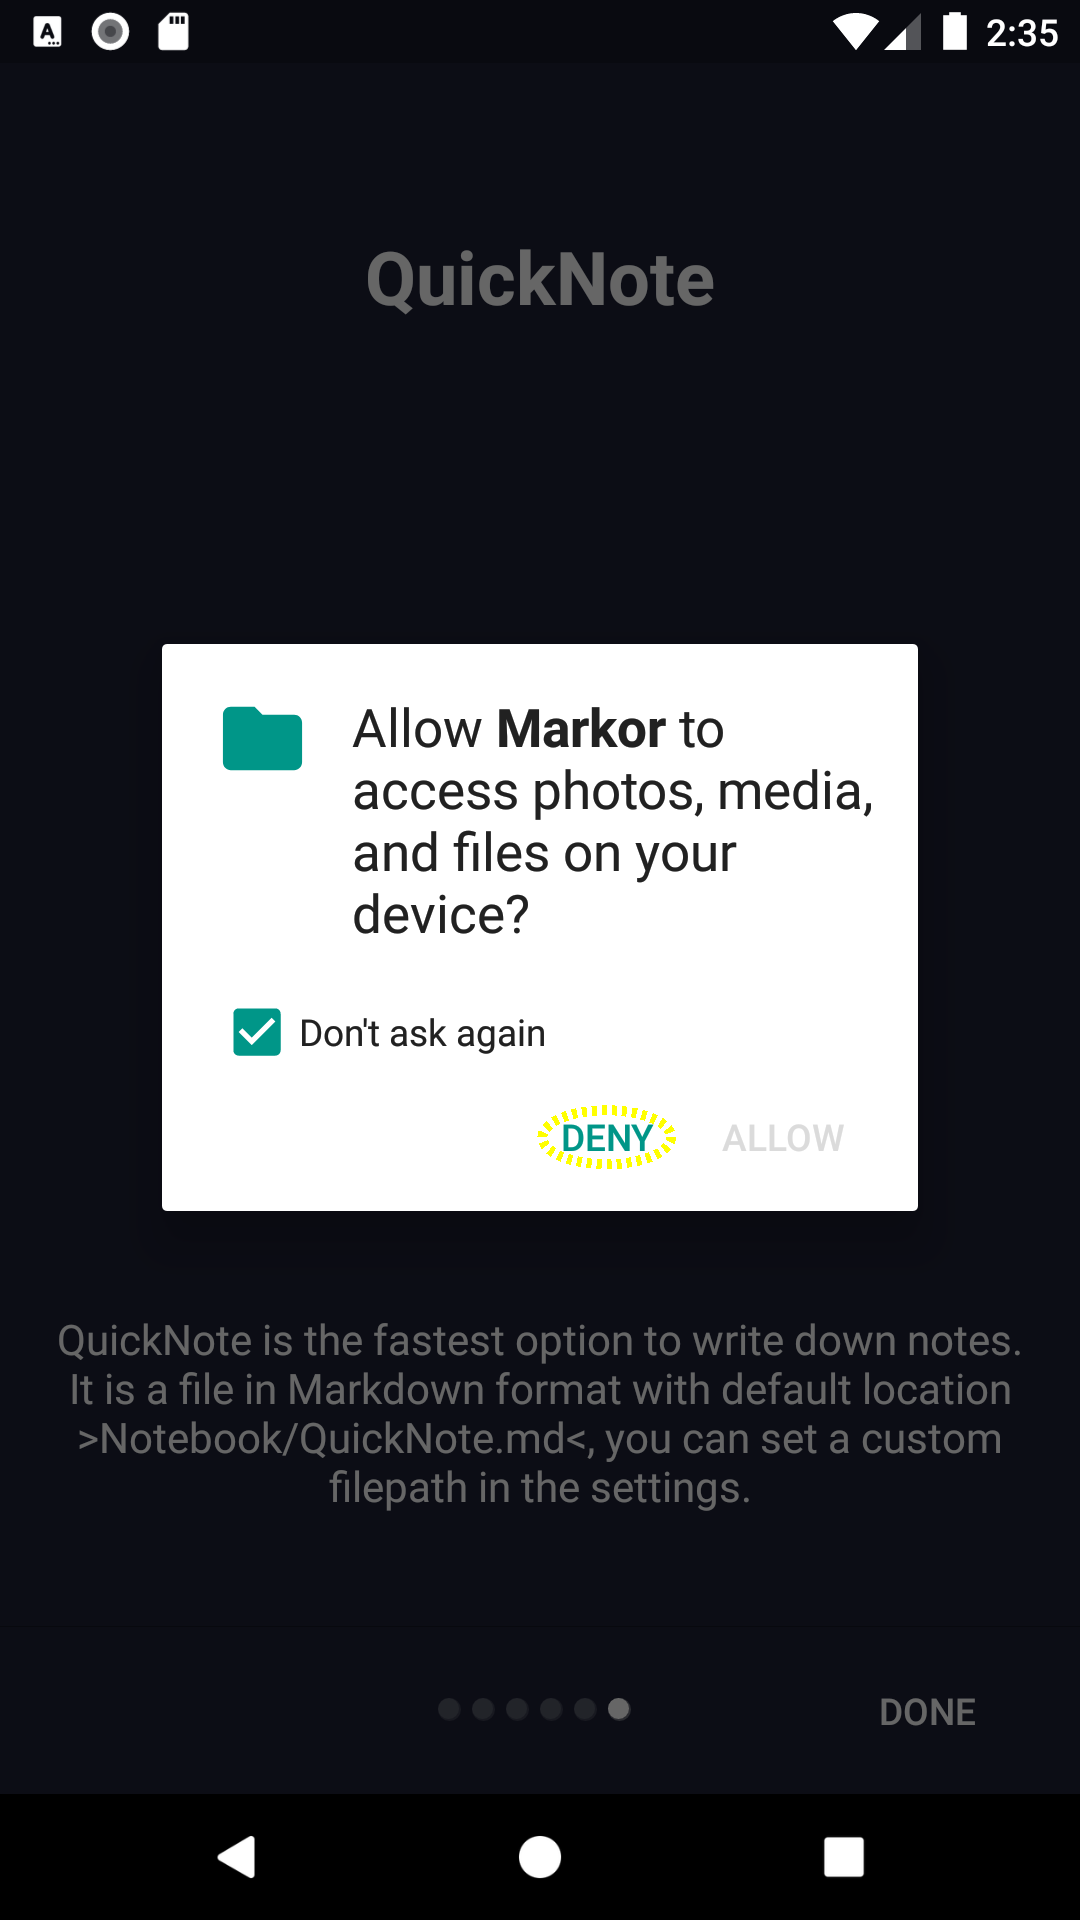 2:35
QuickNote
Allow Markor to
access photos, media,
and files on your
device?
Don't ask again
DENY ALLOW
QuickNote is the fastest option to write down notes.
It is a file in Markdown format with default location
>Notebook/QuickNote.md<, you can set a custom
filepath in the settings.
DONE